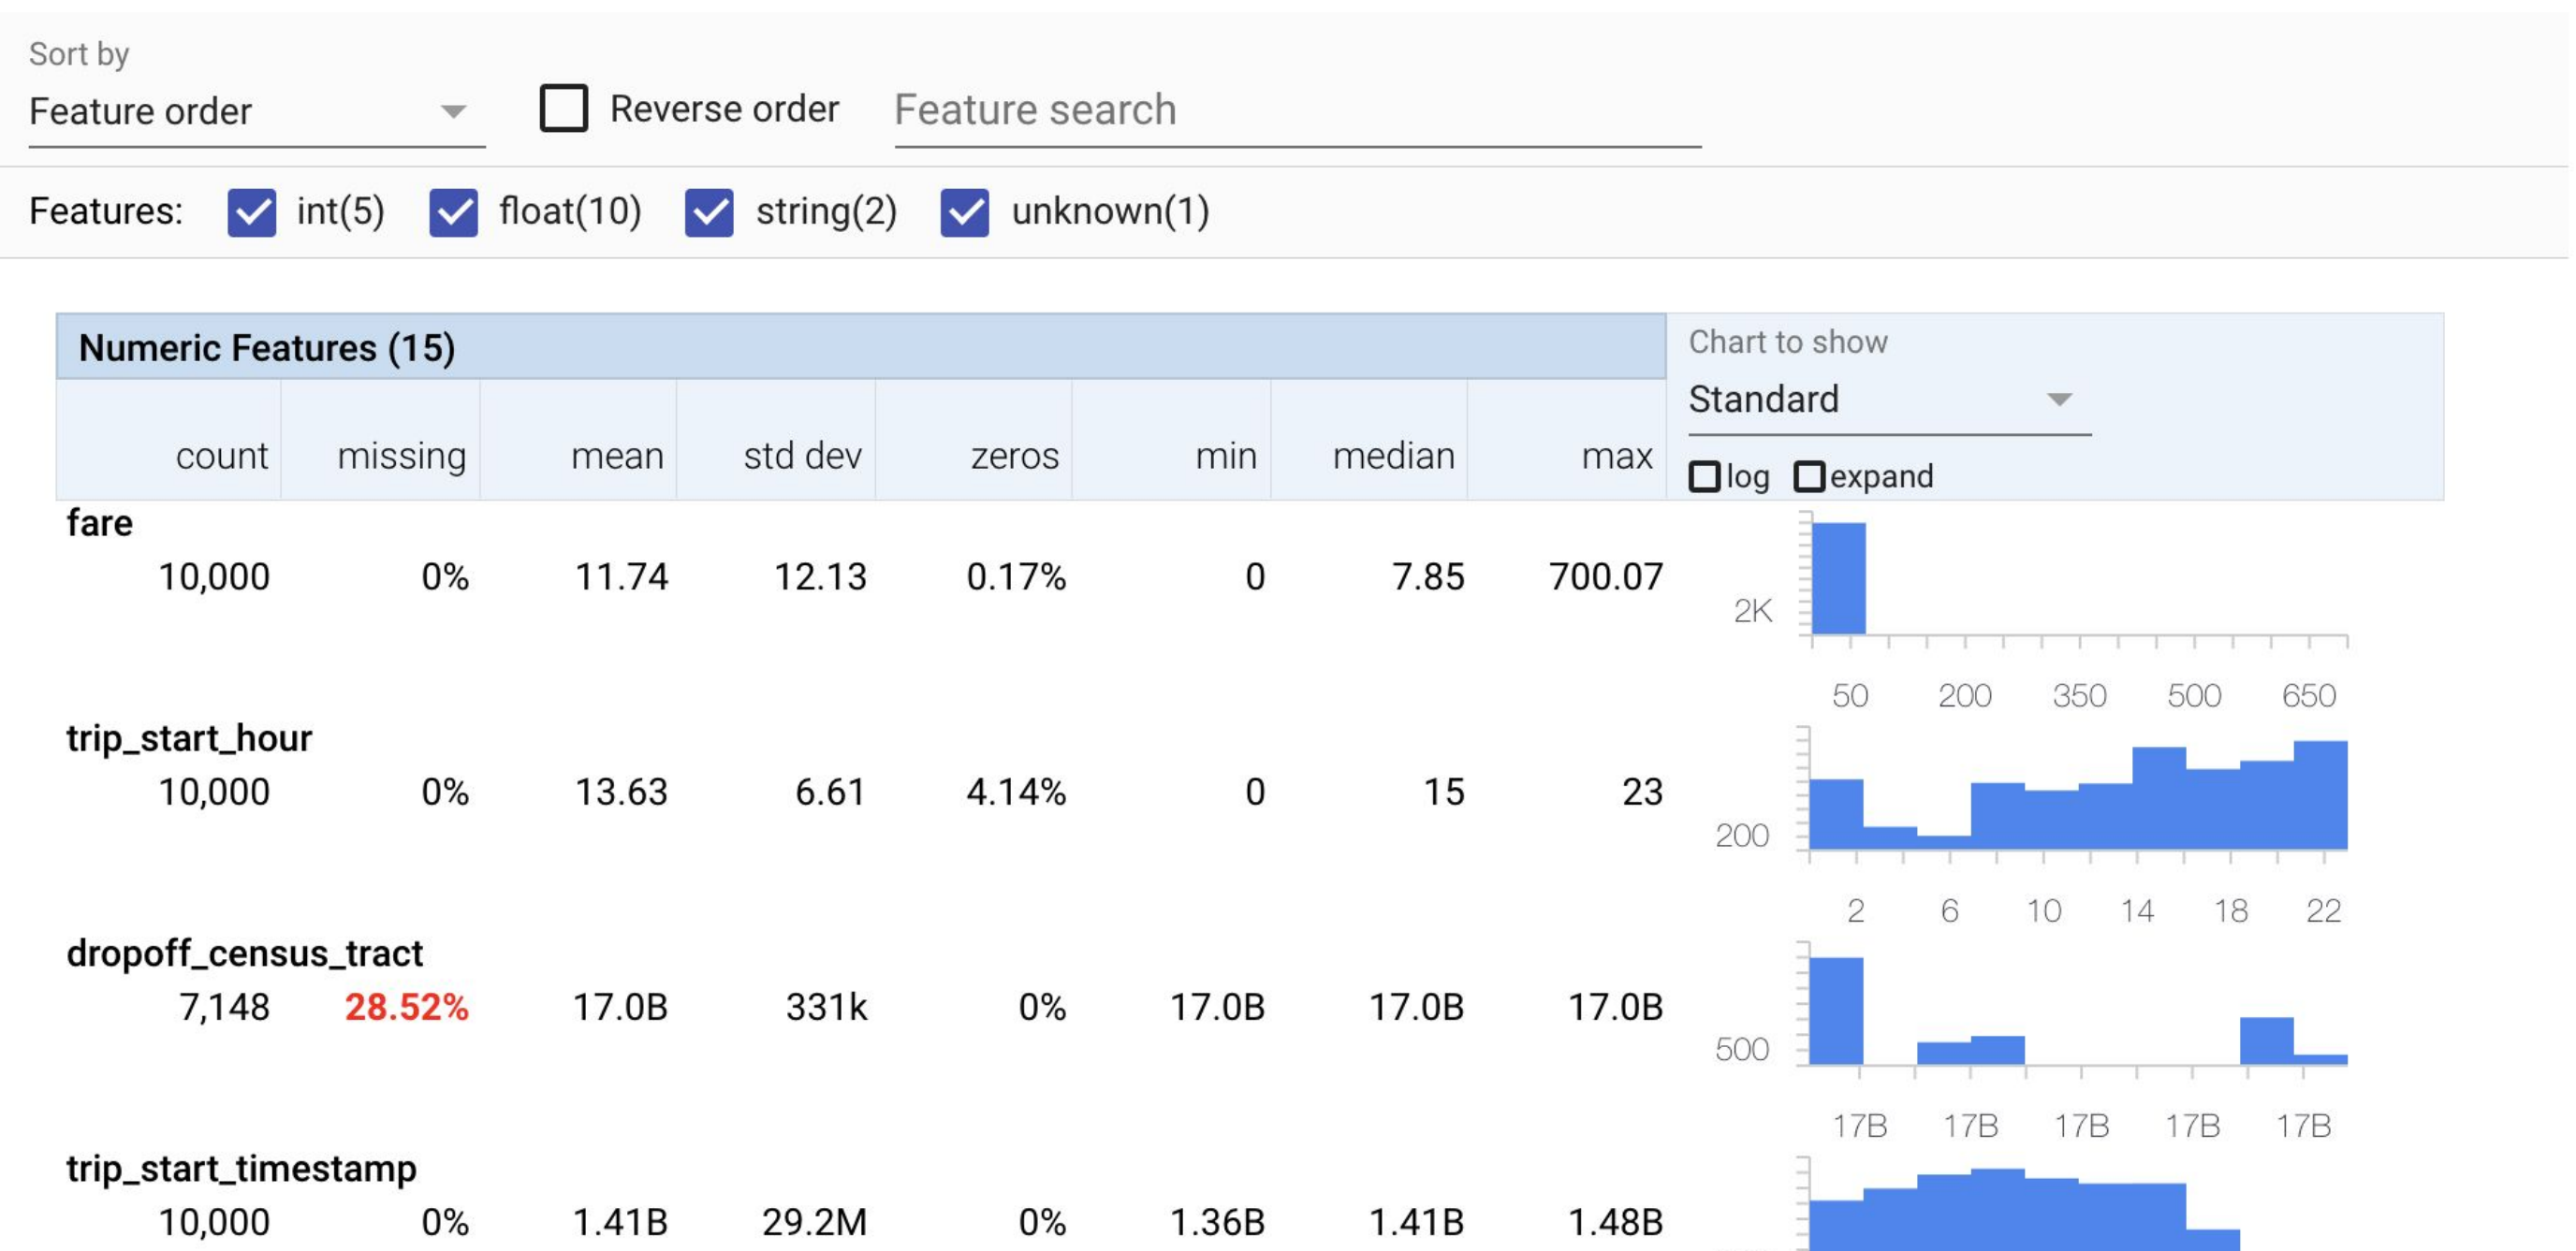 Sort by
Feature order Reverse order Feature search
Features: int(5) float(10) string(2) unknown(1)
Numeric Features (15)
Chart to show
Standard
count missing mean std dev zeros min median max
log expand
fare
10,000 0% 11.74 12.13 0.17% 0 7.85 700.07
2K
50 200 350 500 650
trip_start_hour
10,000 0% 13.63 6.61 4.14% 0 15 23
200
2 6 10 14 18 22
dropoff_census_tract
7,148 28.52% 17.0B 331k 0% 17.0B 17.0B 17.0B
500
17B 17B 17B 17B 17B
trip_start_timestamp
10,000 0% 1.41B 29.2M 0% 1.36B 1.41B 1.48B